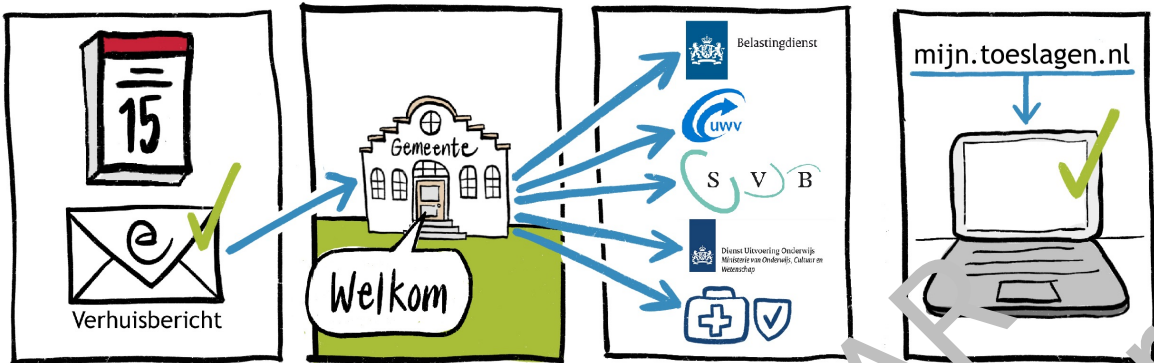 15
e
Verhuisbericht
Gemeente
Welkom
Belastingdienst
uwv
S V B
Dienst Uitvoering Onderwijs
Ministerie van Onderwijs, Cultuur en
Wetenschap
mijn.toeslagen.nl